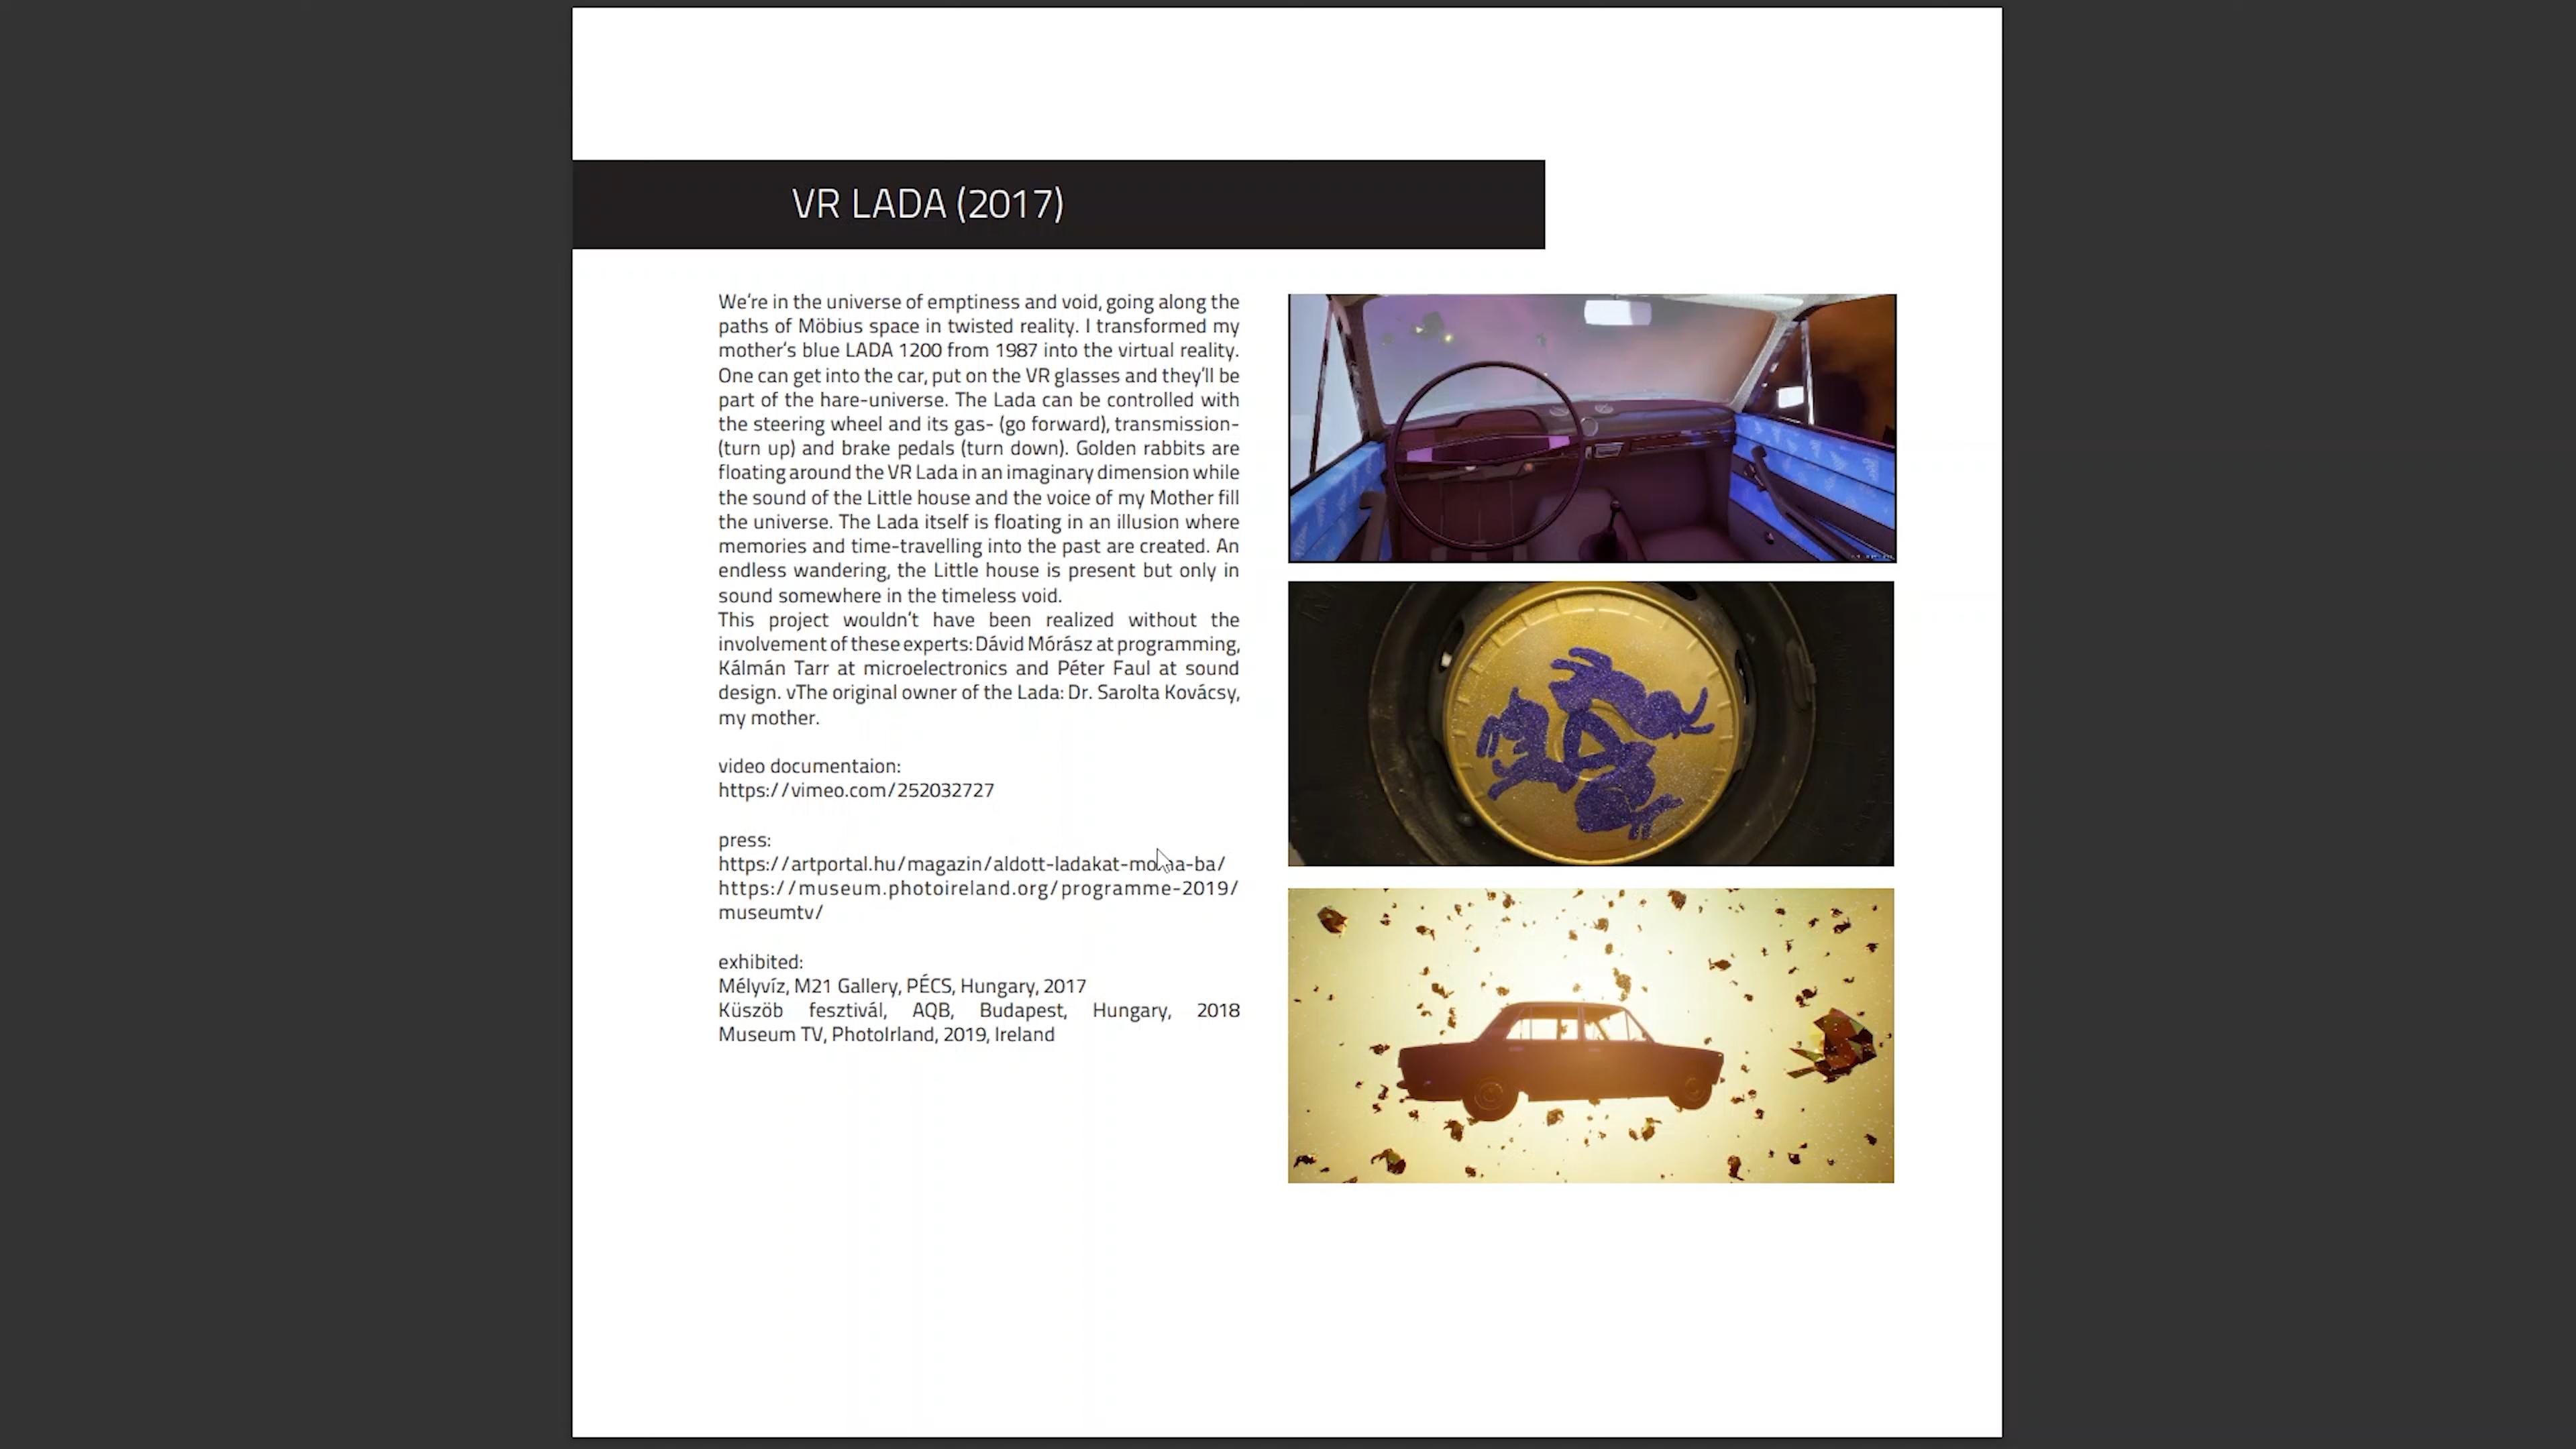 VR LADA (2017)
We're in the universe of emptiness and void, going along the
paths of Möbius space in twisted reality. I transformed my
mother's blue LADA 1200 from 1987 into the virtual reality.
One can get into the car, put on the VR glasses and they'll be
part of the hare-universe. The Lada can be controlled with
the steering wheel and its gas- (go forward), transmission-
(turn up) and brake pedals (turn down). Golden rabbits are
floating around the VR Lada in an imaginary dimension while
the sound of the Little house and the voice of my Mother fill
the universe. The Lada itself is floating in an illusion where
memories and time-travelling into the past are created. An
endless wandering, the Little house is present but only in
sound somewhere in the timeless void.
This project wouldn't have been realized without the
involvement of these experts: Dávid Mórász at programming,
Kálmán Tarr at microelectronics and Péter Faul at sound
design. vThe original owner of the Lada: Dr. Sarolta Kovácsy,
my mother.
video documentaion:
https://vimeo.com/252032727
press:
https://artportal.hu/magazin/aldott-ladakat-mo
https://museum.photoireland.org/programme-2019/
museumtv/
exhibited:
Mélyvíz, M21 Gallery, PÉCS, Hungary, 2017
Küszöb fesztivál, AQB, Budapest, Hungary, 2018
Museum TV, PhotoIrland, 2019, Ireland